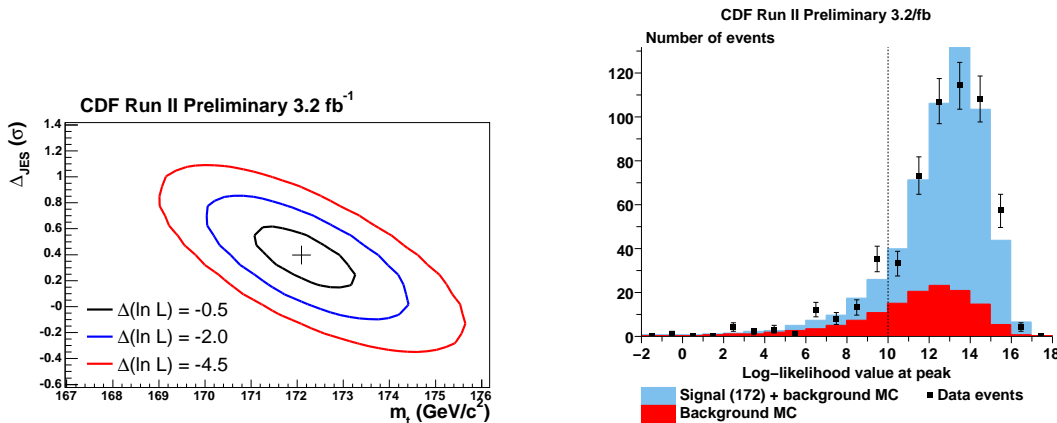 CDF Run II Preliminary 3.2 fb⁻¹
Δ_JES (σ)
1.4
1.2
1
0.8
0.6
0.4
0.2
-0
-0.2
-0.4
-0.6
Δ(ln L) = -0.5
Δ(ln L) = -2.0
Δ(ln L) = -4.5
167 168 169 170 171 172 173 174 175 176
m_t (GeV/c²)
CDF Run II Preliminary 3.2/fb
Number of events
120
100
80
60
40
20
0
−2 0 2 4 6 8 10 12 14 16 18
Log−likelihood value at peak
Signal (172) + background MC
Data events
Background MC